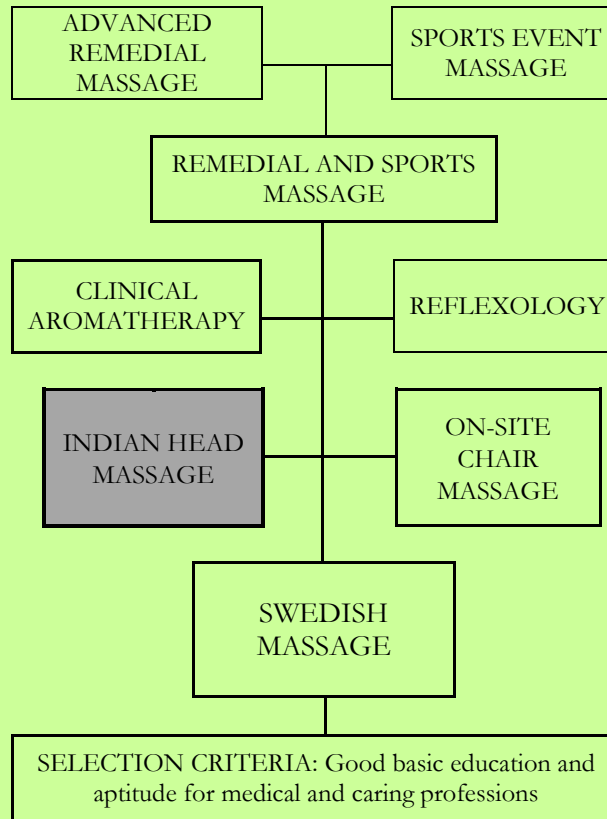 ADVANCED
REMEDIAL
MASSAGE
SPORTS EVENT
MASSAGE
REMEDIAL AND SPORTS
MASSAGE
CLINICAL
AROMATHERAPY
REFLEXOLOGY
INDIAN HEAD
MASSAGE
ON-SITE
CHAIR
MASSAGE
SWEDISH
MASSAGE
SELECTION CRITERIA: Good basic education and
aptitude for medical and caring professions